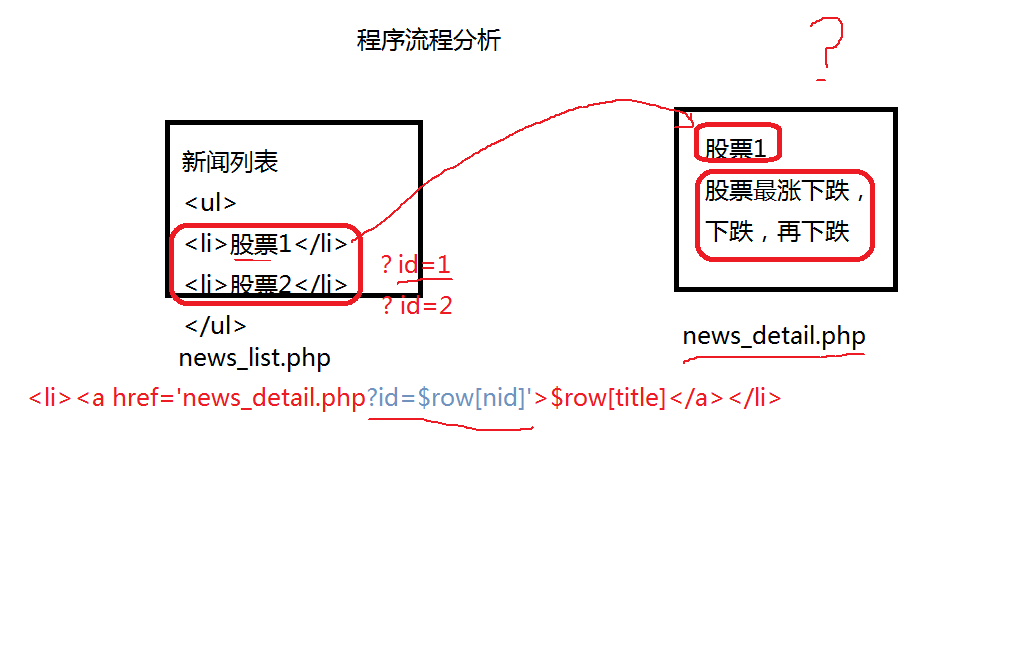 程序流程分析
?
新闻列表
<ul>
<li>股票1</li>
<li>股票2</li>
</ul>
news_list.php
？id=1
？id=2
股票1
股票最涨下跌，
下跌，再下跌
news_detail.php
<li><a href='news_detail.php?id=$row[nid]'>$row[title]</a></li>